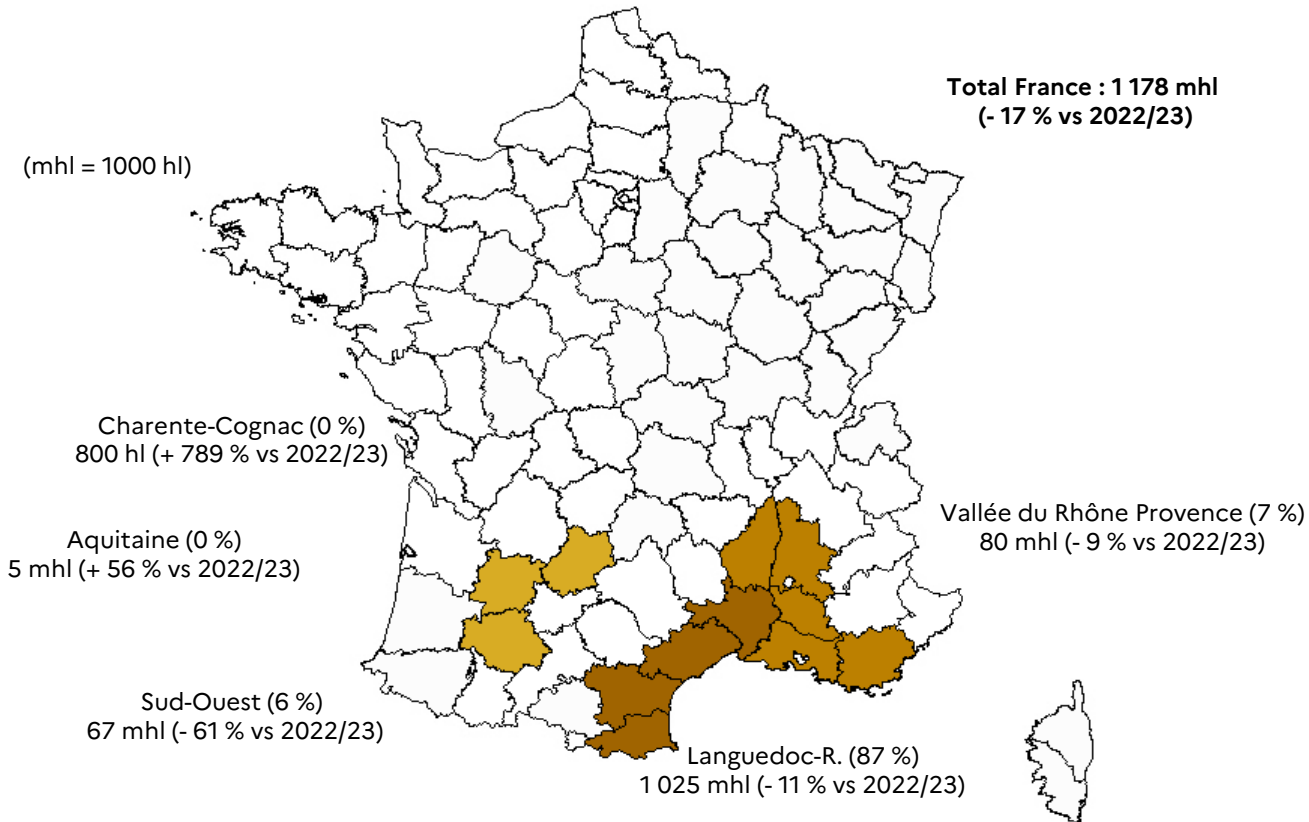 Total France : 1 178 mhl
(- 17 % vs 2022/23)
(mhl = 1000 hl)
Charente-Cognac (0 %)
800 hl (+ 789 % vs 2022/23)
Vallée du Rhône Provence (7 %)
80 mhl (- 9 % vs 2022/23)
Aquitaine (0 %)
5 mhl (+ 56 % vs 2022/23)
Sud-Ouest (6 %)
67 mhl (- 61 % vs 2022/23)
Languedoc-R. (87 %)
1 025 mhl (- 11 % vs 2022/23)